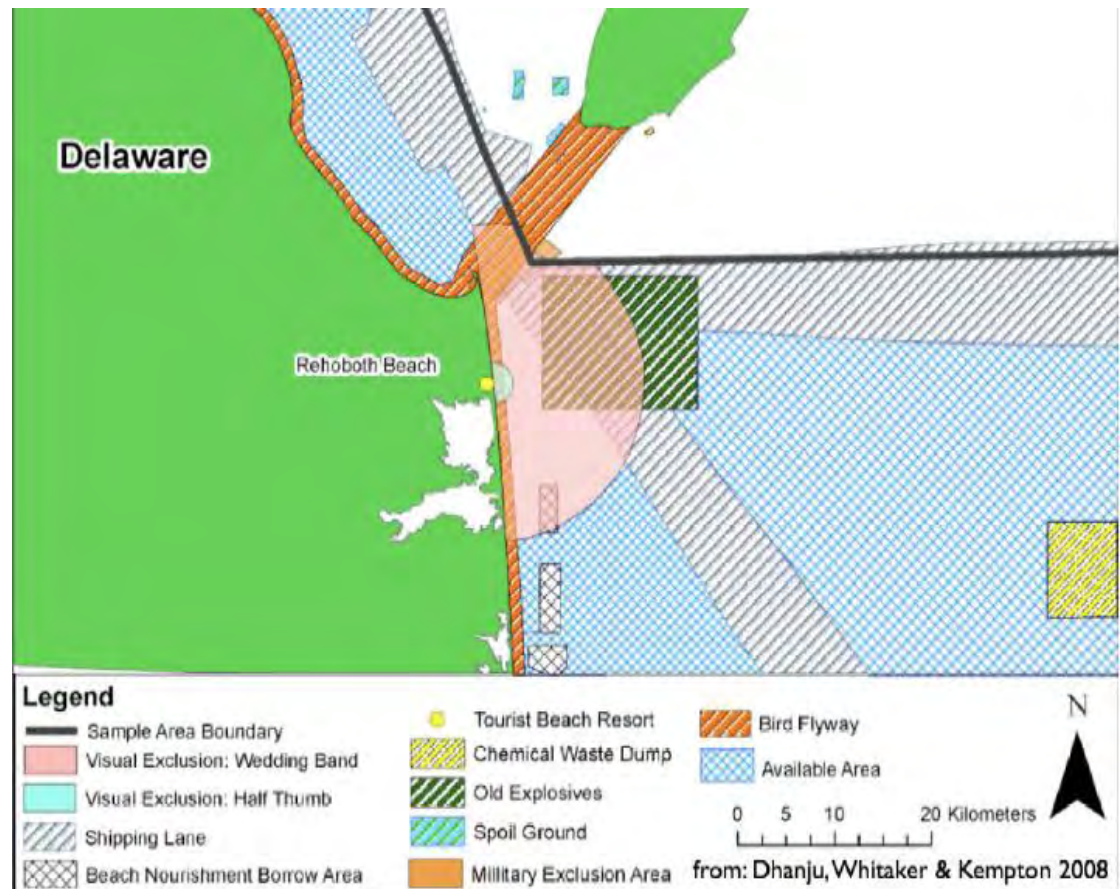 Delaware
Rehoboth Beach
Legend
Sample Area Boundary
Visual Exclusion: Wedding Band
Visual Exclusion: Half Thumb
Shipping Lane
Beach Nourishment Borrow Area
Tourist Beach Resort
Chemical Waste Dump
Old Explosives
Spoil Ground
Military Exclusion Area
Bird Flyway
Available Area
N
0 5 10 20 Kilometers
from: Dhanju, Whitaker & Kempton 2008